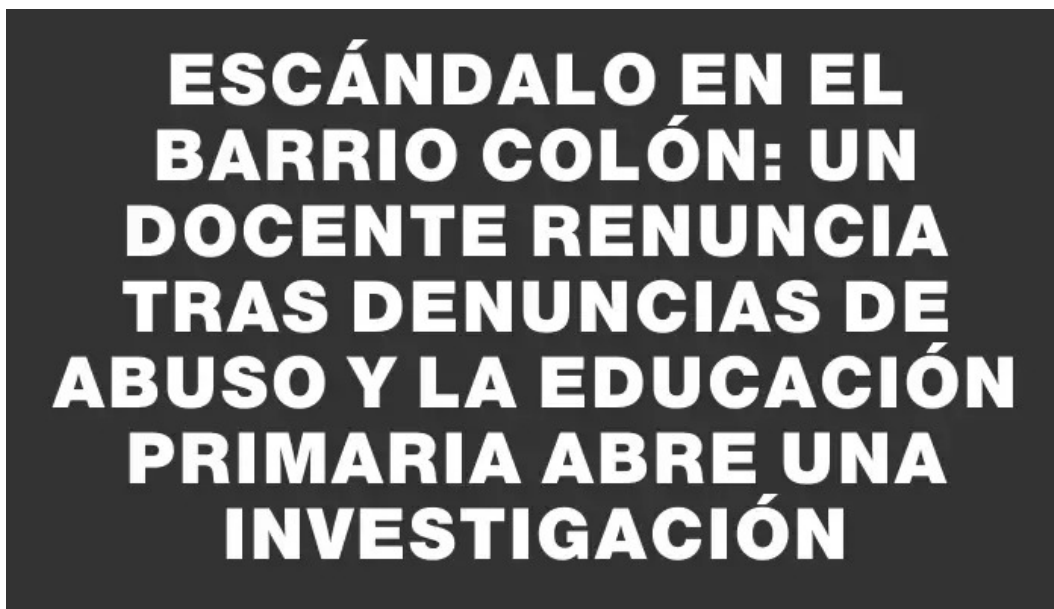 ESCÁNDALO EN EL
BARRIO COLÓN: UN
DOCENTE RENUNCIA
TRAS DENUNCIAS DE
ABUSO Y LA EDUCACIÓN
PRIMARIA ABRE UNA
INVESTIGACIÓN